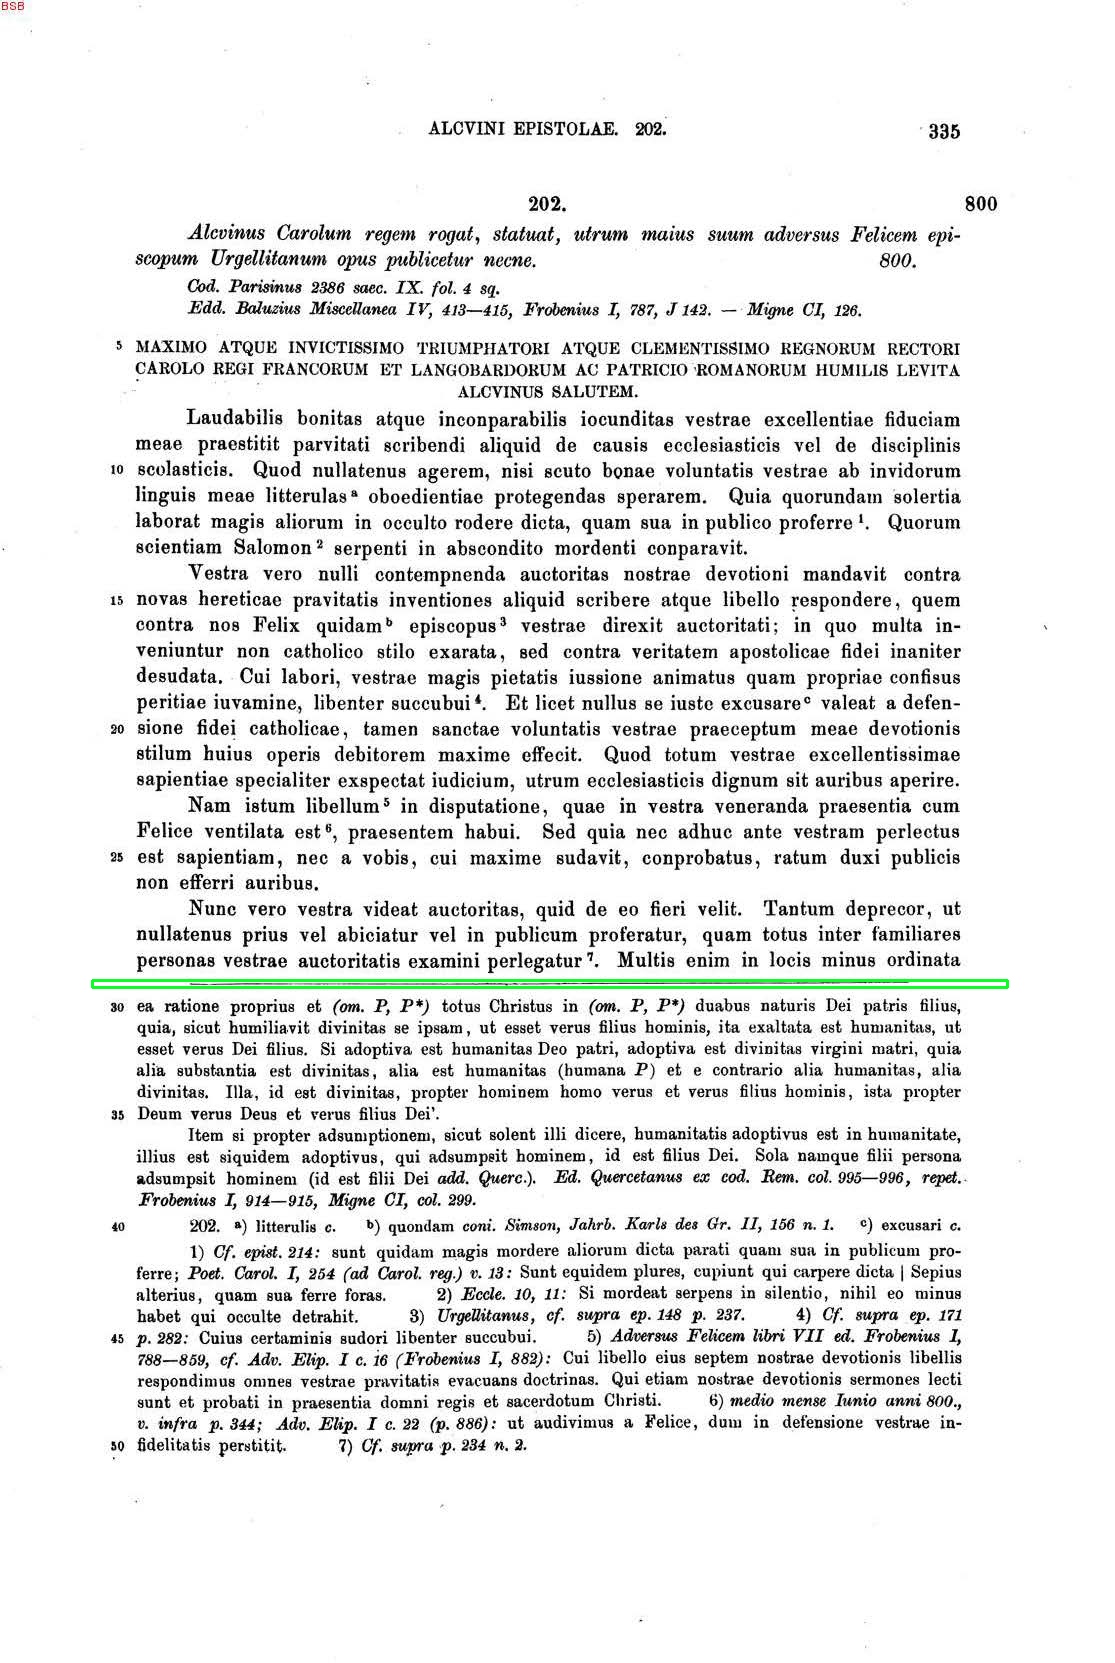 BSB
ALCVINI EPISTOLAE. 202. 335
202. 800
Alcvinus Carolum regem rogat, statuat, utrum maius suum adversus Felicem epi-
scopum Urgellitanum opus publicetur necne. 800.
Cod. Parisinus 2386 saec. IX. fol. 4 sq.
Edd. Baluzius Miscellanea IV, 413—415, Frobenius I, 787, J 142. — Migne CI, 126.
5 MAXIMO ATQUE INVICTISSIMO TRIUMPHATORI ATQUE CLEMENTISSIMO REGNORUM RECTORI
CAROLO REGI FRANCORUM ET LANGOBARDORUM AC PATRICIO ROMANORUM HUMILIS LEVITA
ALCVINUS SALUTEM.
Laudabilis bonitas atque inconparabilis iocunditas vestrae excellentiae fiduciam
meae praestitit parvitati scribendi aliquid de causis ecclesiasticis vel de disciplinis
10 scolasticis. Quod nullatenus agerem, nisi scuto bonae voluntatis vestrae ab invidorum
linguis meae litterulas a oboedientiae protegendas sperarem. Quia quorundam solertia
laborat magis aliorum in occulto rodere dicta, quam sua in publico proferre 1. Quorum
scientiam Salomon 2 serpenti in abscondito mordenti conparavit.
Vestra vero nulli contempnenda auctoritas nostrae devotioni mandavit contra
15 novas hereticae pravitatis inventiones aliquid scribere atque libello respondere, quem
contra nos Felix quidam b episcopus 3 vestrae direxit auctoritati; in quo multa in-
veniuntur non catholico stilo exarata, sed contra veritatem apostolicae fidei inaniter
desudata. Cui labori, vestrae magis pietatis iussione animatus quam propriae confisus
peritiae iuvamine, libenter succubui 4. Et licet nullus se iuste excusare c valeat a defen-
20 sione fidei catholicae, tamen sanctae voluntatis vestrae praeceptum meae devotionis
stilum huius operis debitorem maxime effecit. Quod totum vestrae excellentissimae
sapientiae specialiter exspectat iudicium, utrum ecclesiasticis dignum sit auribus aperire.
Nam istum libellum 5 in disputatione, quae in vestra veneranda praesentia cum
Felice ventilata est 6, praesentem habui. Sed quia nec adhuc ante vestram perlectus
25 est sapientiam, nec a vobis, cui maxime sudavit, conprobatus, ratum duxi publicis
non efferri auribus.
Nunc vero vestra videat auctoritas, quid de eo fieri velit. Tantum deprecor, ut
nullatenus prius vel abiciatur vel in publicum proferatur, quam totus inter familiares
personas vestrae auctoritatis examini perlegatur 7. Multis enim in locis minus ordinata
30 ea ratione proprius et (om. P, P*) totus Christus in (om. P, P*) duabus naturis Dei patris filius,
quia, sicut humiliavit divinitas se ipsam, ut esset verus filius hominis, ita exaltata est humanitas, ut
esset verus Dei filius. Si adoptiva est humanitas Deo patri, adoptiva est divinitas virgini matri, quia
alia substantia est divinitas, alia est humanitas (humana P) et e contrario alia humanitas, alia
divinitas. Illa, id est divinitas, propter hominem homo verus et verus filius hominis, ista propter
35 Deum verus Deus et verus filius Dei'.
Item si propter adsumptionem, sicut solent illi dicere, humanitatis adoptivus est in humanitate,
illius est siquidem adoptivus, qui adsumpsit hominem, id est filius Dei. Sola namque filii persona
adsumpsit hominem (id est filii Dei add. Querc.). Ed. Quercetanus ex cod. Rem. col. 995—996, repet.
Frobenius I, 914—915, Migne CI, col. 299.
40 202. a) litterulis c. b) quondam coni. Simson, Jahrb. Karls des Gr. II, 156 n. 1. c) excusari c.
1) Cf. epist. 214: sunt quidam magis mordere aliorum dicta parati quam sua in publicum pro-
ferre; Poet. Carol. I, 254 (ad Carol. reg.) v. 13: Sunt equidem plures, cupiunt qui carpere dicta | Sepius
alterius, quam sua ferre foras. 2) Eccle. 10, 11: Si mordeat serpens in silentio, nihil eo minus
habet qui occulte detrahit. 3) Urgellitanus, cf. supra ep. 148 p. 237. 4) Cf. supra ep. 171
45 p. 282: Cuius certaminis sudori libenter succubui. 5) Adversus Felicem libri VII ed. Frobenius I,
788—859, cf. Adv. Elip. I c. 16 (Frobenius I, 882): Cui libello eius septem nostrae devotionis libellis
respondimus omnes vestrae pravitatis evacuans doctrinas. Qui etiam nostrae devotionis sermones lecti
sunt et probati in praesentia domni regis et sacerdotum Christi. 6) medio mense Iunio anni 800.,
v. infra p. 344; Adv. Elip. I c. 22 (p. 886): ut audivimus a Felice, dum in defensione vestrae in-
50 fidelitatis perstitit. 7) Cf. supra p. 234 n. 2.